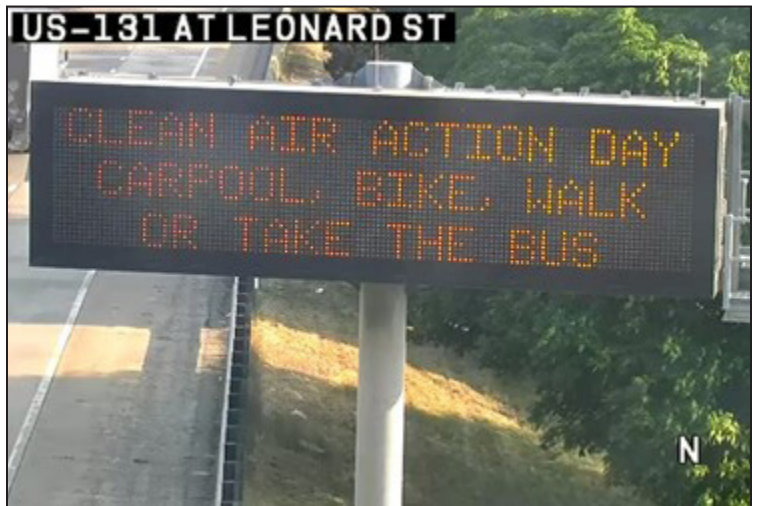 US-131 AT LEONARD ST
CLEAN AIR ACTION DAY
CARPOOL, BIKE, WALK
OR TAKE THE BUS
N